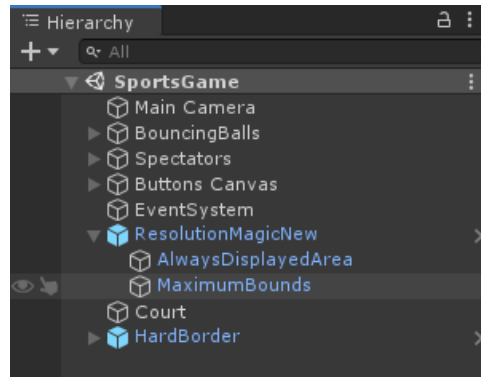 Hierarchy
All
SportsGame
Main Camera
BouncingBalls
Spectators
Buttons Canvas
EventSystem
ResolutionMagicNew
AlwaysDisplayedArea
MaximumBounds
Court
HardBorder